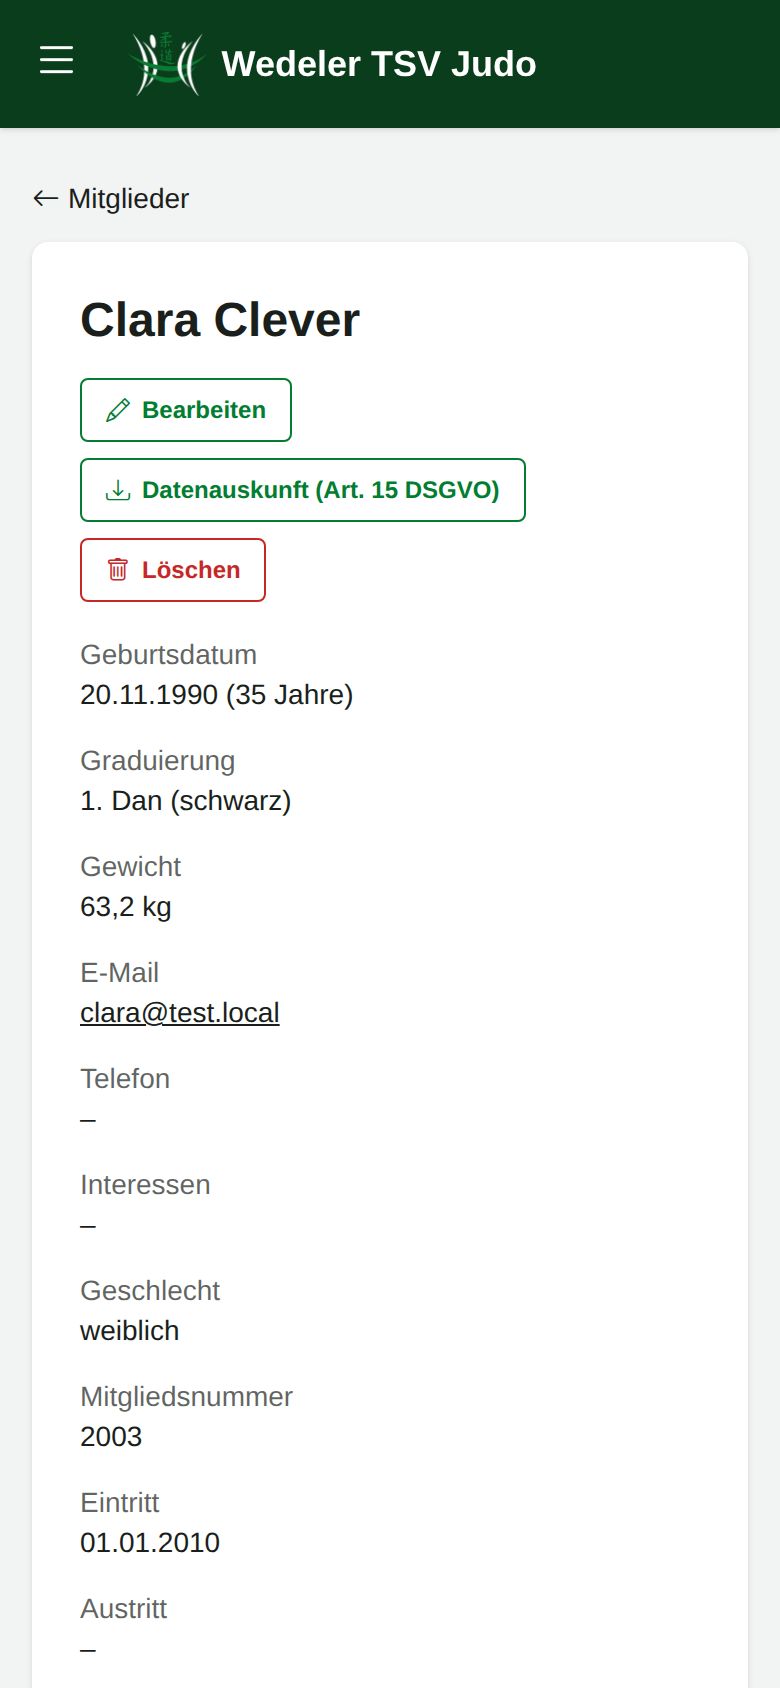 柔道
Wedeler TSV Judo
← Mitglieder
Clara Clever
Bearbeiten
Datenauskunft (Art. 15 DSGVO)
Löschen
Geburtsdatum
20.11.1990 (35 Jahre)
Graduierung
1. Dan (schwarz)
Gewicht
63,2 kg
E-Mail
clara@test.local
Telefon
–
Interessen
–
Geschlecht
weiblich
Mitgliedsnummer
2003
Eintritt
01.01.2010
Austritt
–